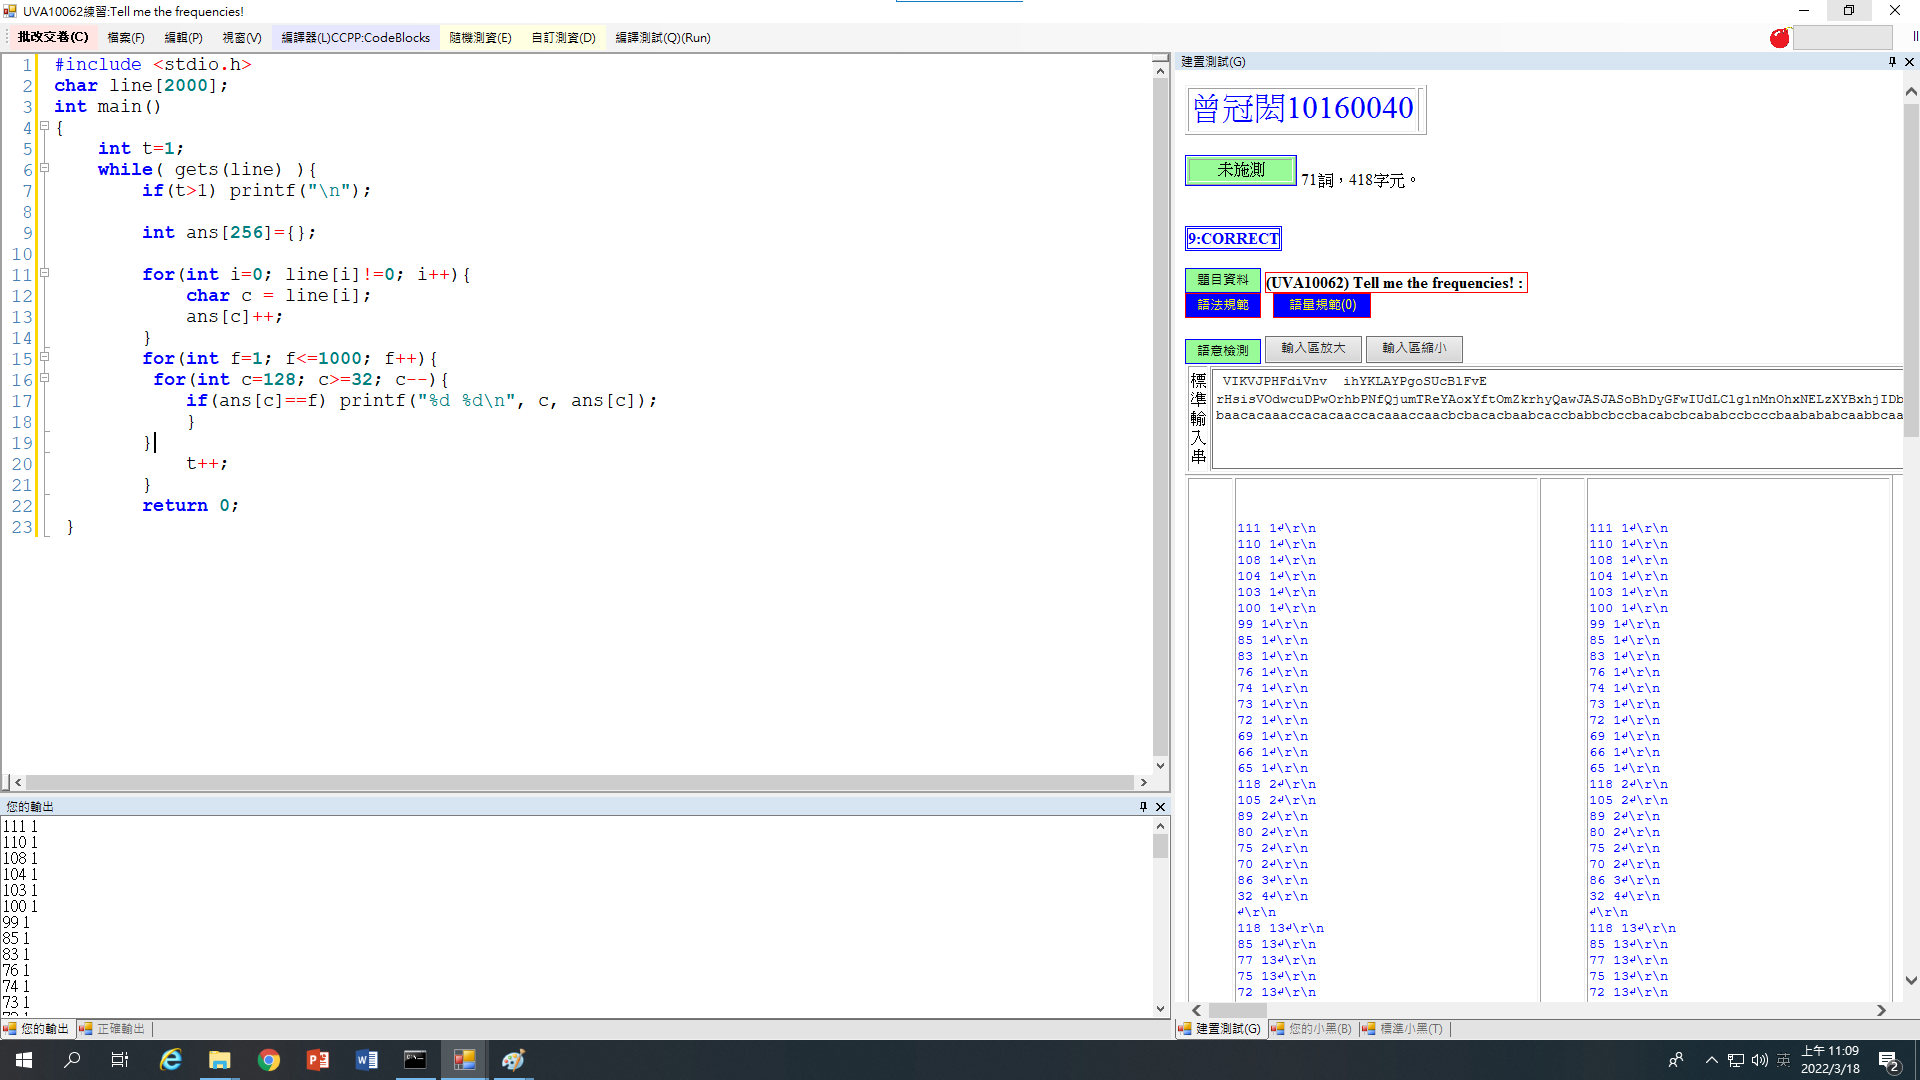 UVA10062練習:Tell me the frequencies!
批改交卷(C) 檔案(F) 編輯(P) 視窗(V) 編譯器(L)CCPP:CodeBlocks 隨機測資(E) 自訂測資(D) 編譯測試(Q)(Run)
1 #include <stdio.h>
2 char line[2000];
3 int main()
4 {
5 int t=1;
6 while( gets(line) ){
7 if(t>1) printf("\n");
8
9 int ans[256]={};
10
11 for(int i=0; line[i]!=0; i++){
12 char c = line[i];
13 ans[c]++;
14 }
15 for(int f=1; f<=1000; f++){
16 for(int c=128; c>=32; c--){
17 if(ans[c]==f) printf("%d %d\n", c, ans[c]);
18 }
19 }
20 t++;
21 }
22 return 0;
23 }
您的輸出
111 1
110 1
108 1
104 1
103 1
100 1
99 1
85 1
83 1
76 1
74 1
73 1
您的輸出 正確輸出
建置測試(G)
曾冠閎10160040
未施測 71詞,418字元。
9:CORRECT
題目資料 (UVA10062) Tell me the frequencies! :
語法規範 語量規範(0)
語意檢測 輸入區放大 輸入區縮小
標準輸入串
VIKVJPHFdiVnv ihYKLAYPgoSUcBlFvE
rHsisVOdwcuDPwOrhbPNfQjumTReYAoxYftOmZkrhyQawJASJASoBhDyGFwIUdLClglnMnOhxNELzXYBxhjIDb
baacacaaaccacacaaccacacaaaccaacbcbacacbaabcaccbabbcbccbacabcbcababccbcccbaabababcaabbcaa
111 1↲\r\n 111 1↲\r\n
110 1↲\r\n 110 1↲\r\n
108 1↲\r\n 108 1↲\r\n
104 1↲\r\n 104 1↲\r\n
103 1↲\r\n 103 1↲\r\n
100 1↲\r\n 100 1↲\r\n
99 1↲\r\n 99 1↲\r\n
85 1↲\r\n 85 1↲\r\n
83 1↲\r\n 83 1↲\r\n
76 1↲\r\n 76 1↲\r\n
74 1↲\r\n 74 1↲\r\n
73 1↲\r\n 73 1↲\r\n
72 1↲\r\n 72 1↲\r\n
69 1↲\r\n 69 1↲\r\n
66 1↲\r\n 66 1↲\r\n
65 1↲\r\n 65 1↲\r\n
118 2↲\r\n 118 2↲\r\n
105 2↲\r\n 105 2↲\r\n
89 2↲\r\n 89 2↲\r\n
80 2↲\r\n 80 2↲\r\n
75 2↲\r\n 75 2↲\r\n
70 2↲\r\n 70 2↲\r\n
86 3↲\r\n 86 3↲\r\n
32 4↲\r\n 32 4↲\r\n
↲\r\n ↲\r\n
118 13↲\r\n 118 13↲\r\n
85 13↲\r\n 85 13↲\r\n
77 13↲\r\n 77 13↲\r\n
75 13↲\r\n 75 13↲\r\n
72 13↲\r\n 72 13↲\r\n
建置測試(G) 您的小黑(B) 標準小黑(T)
英 上午 11:09
2022/3/18
2